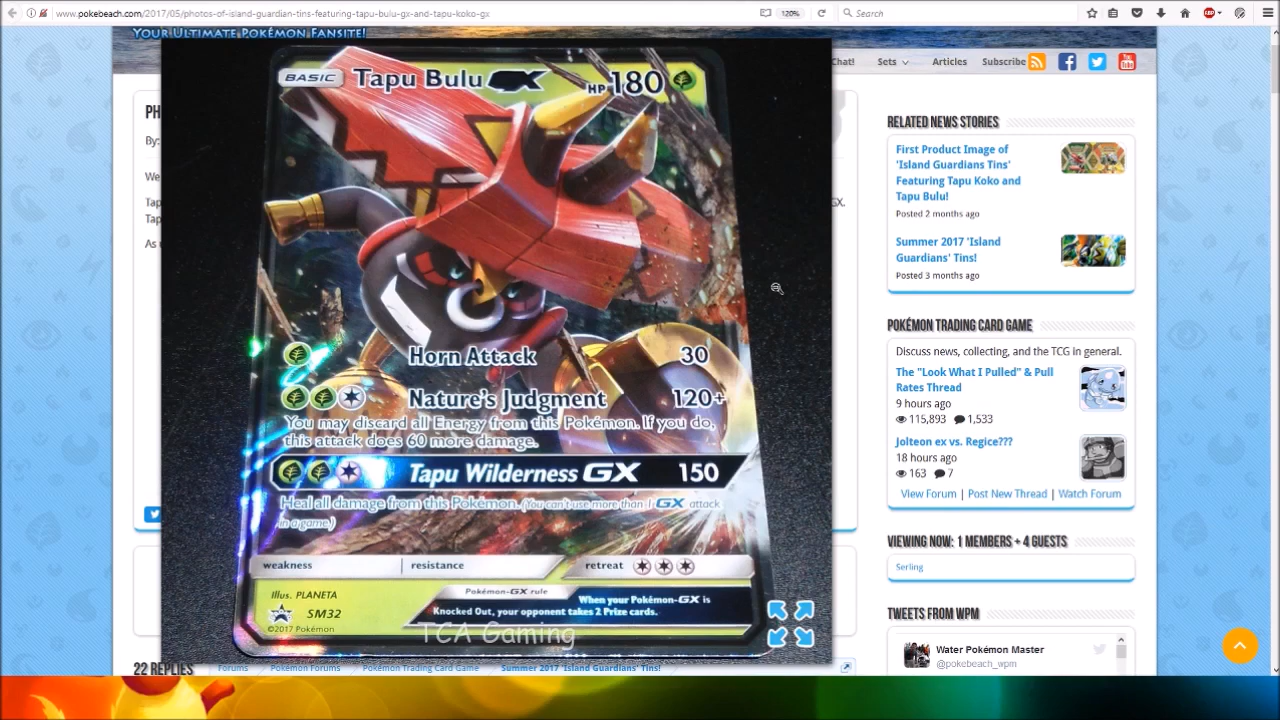 www.pokebeach.com/2017/05/photos-of-island-guardian-tins-featuring-tapu-bulu-gx-and-tapu-koko-gx
120%
Search
YOUR ULTIMATE POKÉMON FANSITE!
Chat!
Sets
Articles
Subscribe
PH
By:
We
Tap
GX.
Tap
As
BASIC
Tapu Bulu GX
HP 180
Horn Attack 30
Nature's Judgment 120+
You may discard all Energy from this Pokémon. If you do,
this attack does 60 more damage.
Tapu Wilderness GX 150
Heal all damage from this Pokémon. (You can't use more than 1 GX attack
in a game.)
weakness
resistance
retreat
Illus. PLANETA
SM32
©2017 Pokémon
Pokémon-GX rule
When your Pokémon-GX is
Knocked Out, your opponent takes 2 Prize cards.
TCA Gaming
22 REPLIES
Forums
Pokémon Forums
Pokémon Trading Card Game
Summer 2017 'Island Guardians' Tins!
RELATED NEWS STORIES
First Product Image of
'Island Guardians Tins'
Featuring Tapu Koko and
Tapu Bulu!
Posted 2 months ago
Summer 2017 'Island
Guardians' Tins!
Posted 3 months ago
POKÉMON TRADING CARD GAME
Discuss news, collecting, and the TCG in general.
The "Look What I Pulled" & Pull
Rates Thread
9 hours ago
115,893 1,533
Jolteon ex vs. Regice???
18 hours ago
163 7
View Forum | Post New Thread | Watch Forum
VIEWING NOW: 1 MEMBERS + 4 GUESTS
Serling
TWEETS FROM WPM
Water Pokémon Master
@pokebeach_wpm